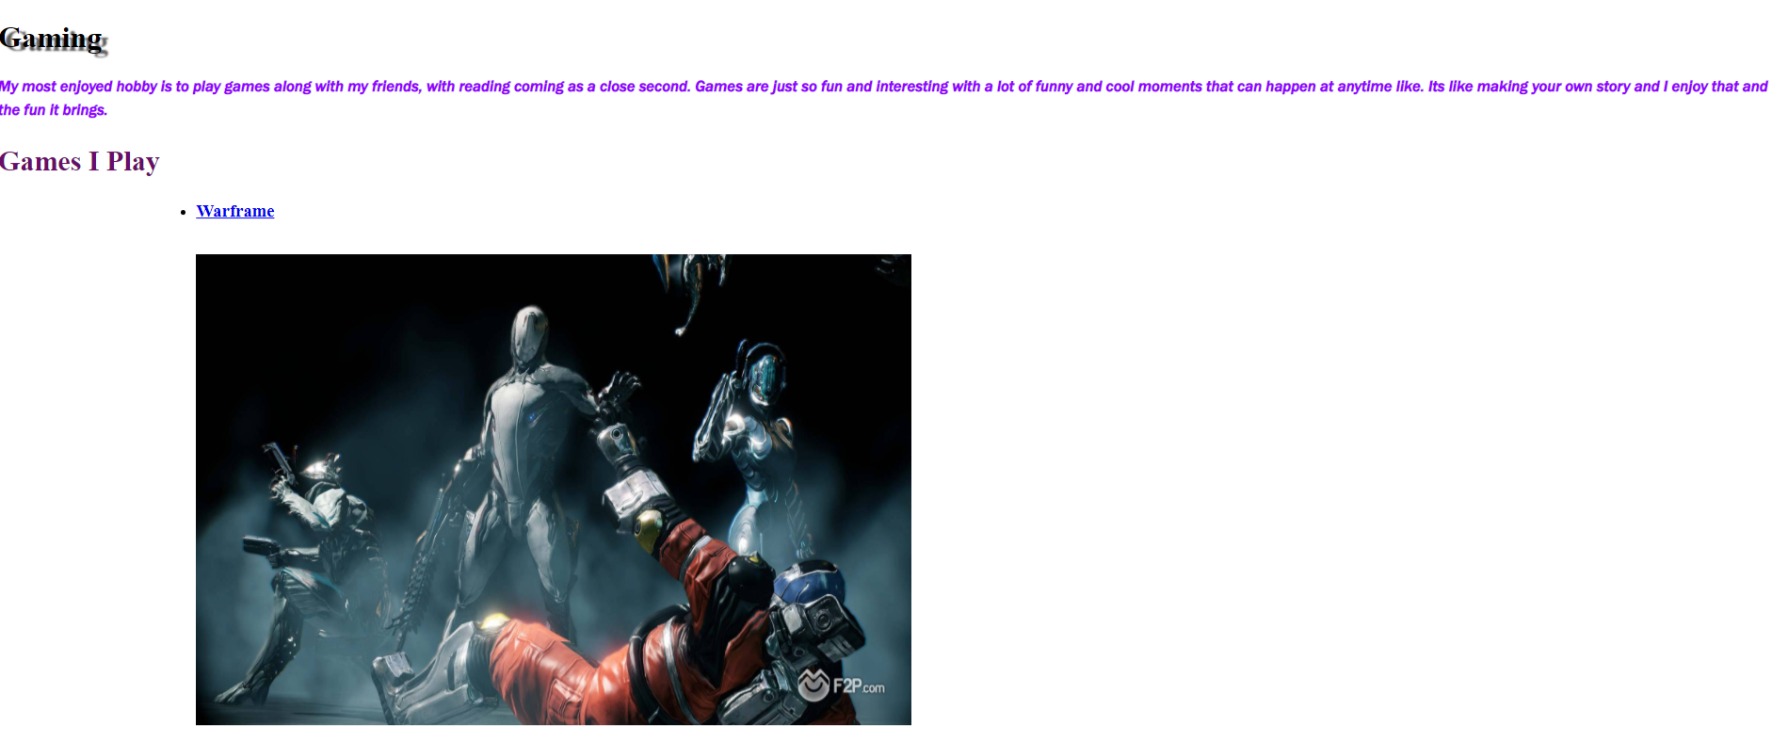 Gaming
My most enjoyed hobby is to play games along with my friends, with reading coming as a close second. Games are just so fun and interesting with a lot of funny and cool moments that can happen at anytime like. Its like making your own story and I enjoy that and
the fun it brings.
Games I Play
• Warframe
F2P.com